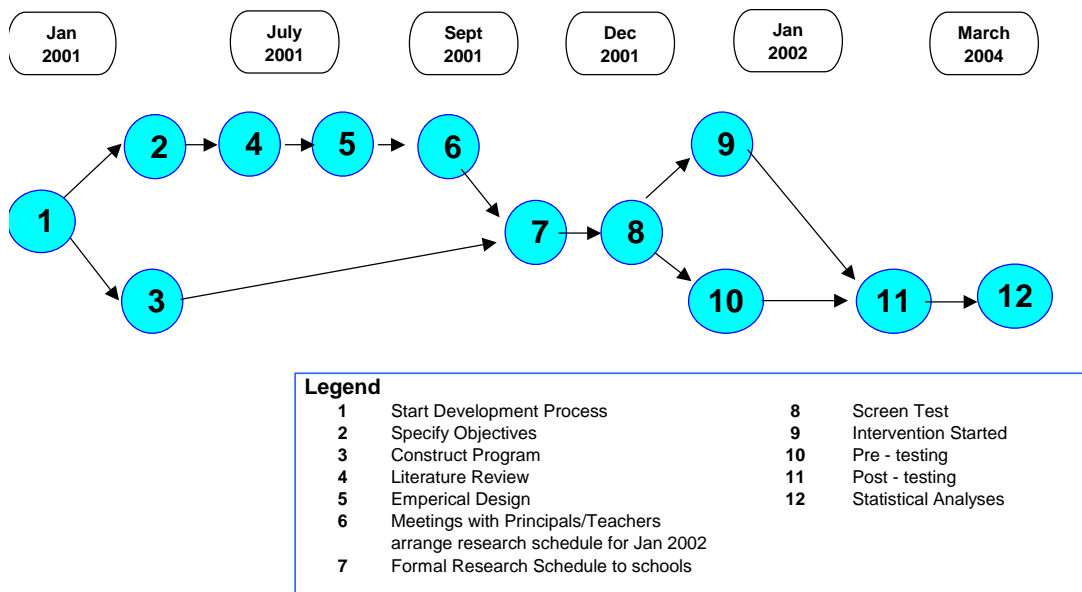 Jan
2001
July
2001
Sept
2001
Dec
2001
Jan
2002
March
2004
1
2
3
4
5
6
7
8
9
10
11
12
Legend
1 Start Development Process
2 Specify Objectives
3 Construct Program
4 Literature Review
5 Emperical Design
6 Meetings with Principals/Teachers
arrange research schedule for Jan 2002
7 Formal Research Schedule to schools
8 Screen Test
9 Intervention Started
10 Pre - testing
11 Post - testing
12 Statistical Analyses